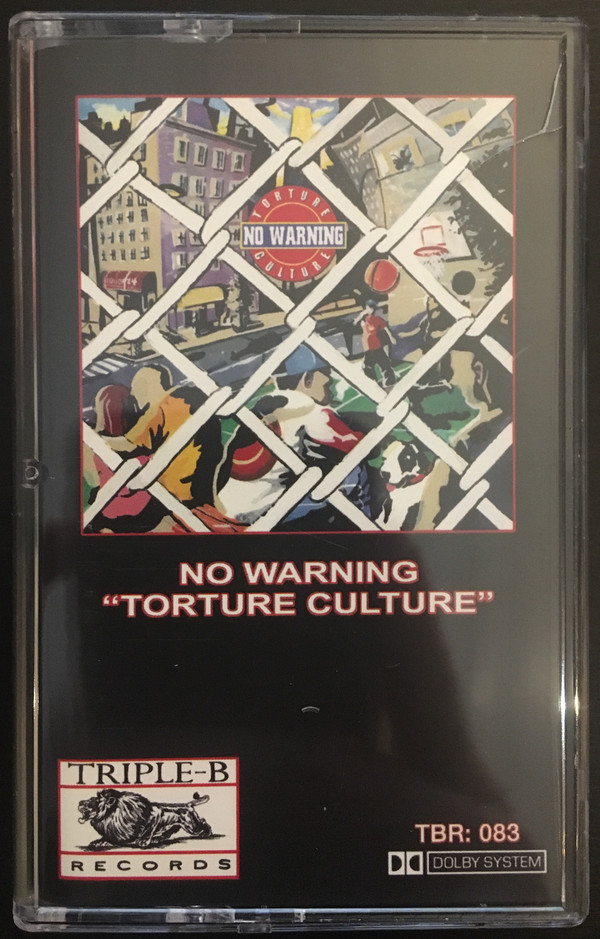 TORTURE
NO WARNING
CULTURE
NO WARNING
“TORTURE CULTURE”
TRIPLE-B
RECORDS
TBR: 083
DOLBY SYSTEM